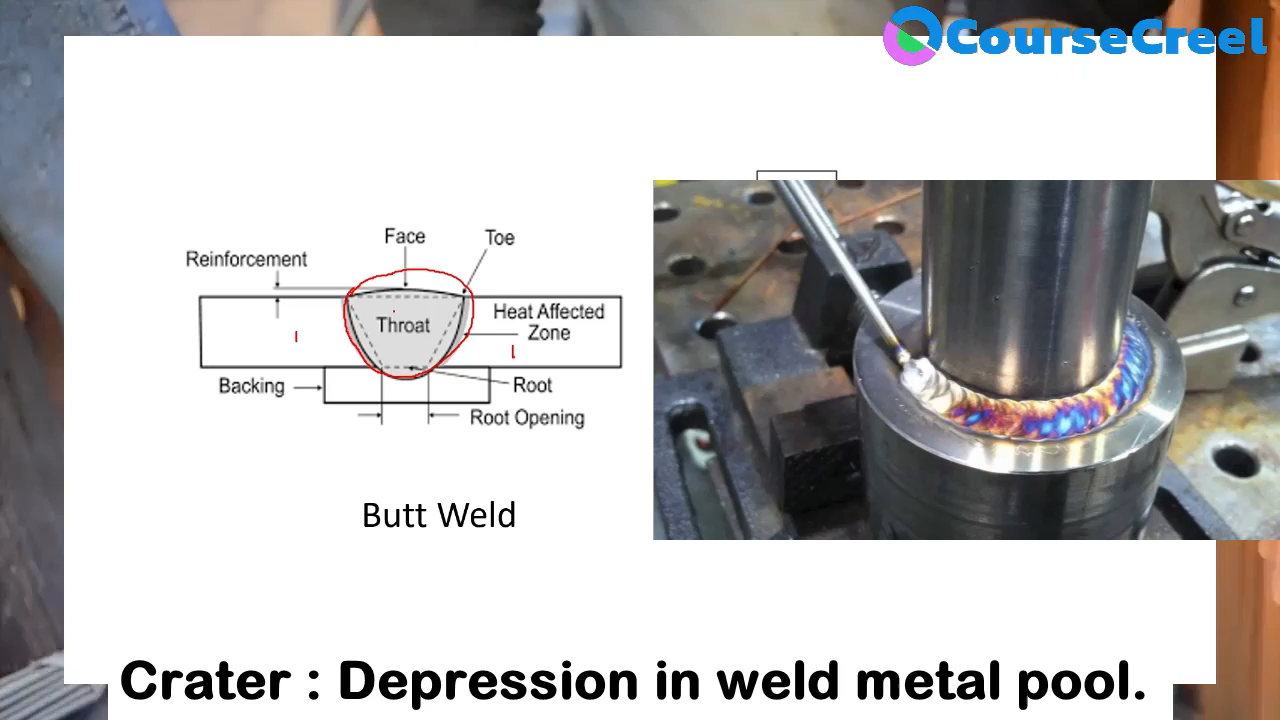 CourseCreel
Face
Toe
Reinforcement
Throat
Heat Affected
Zone
Backing
Root
Root Opening
Butt Weld
Crater : Depression in weld metal pool.